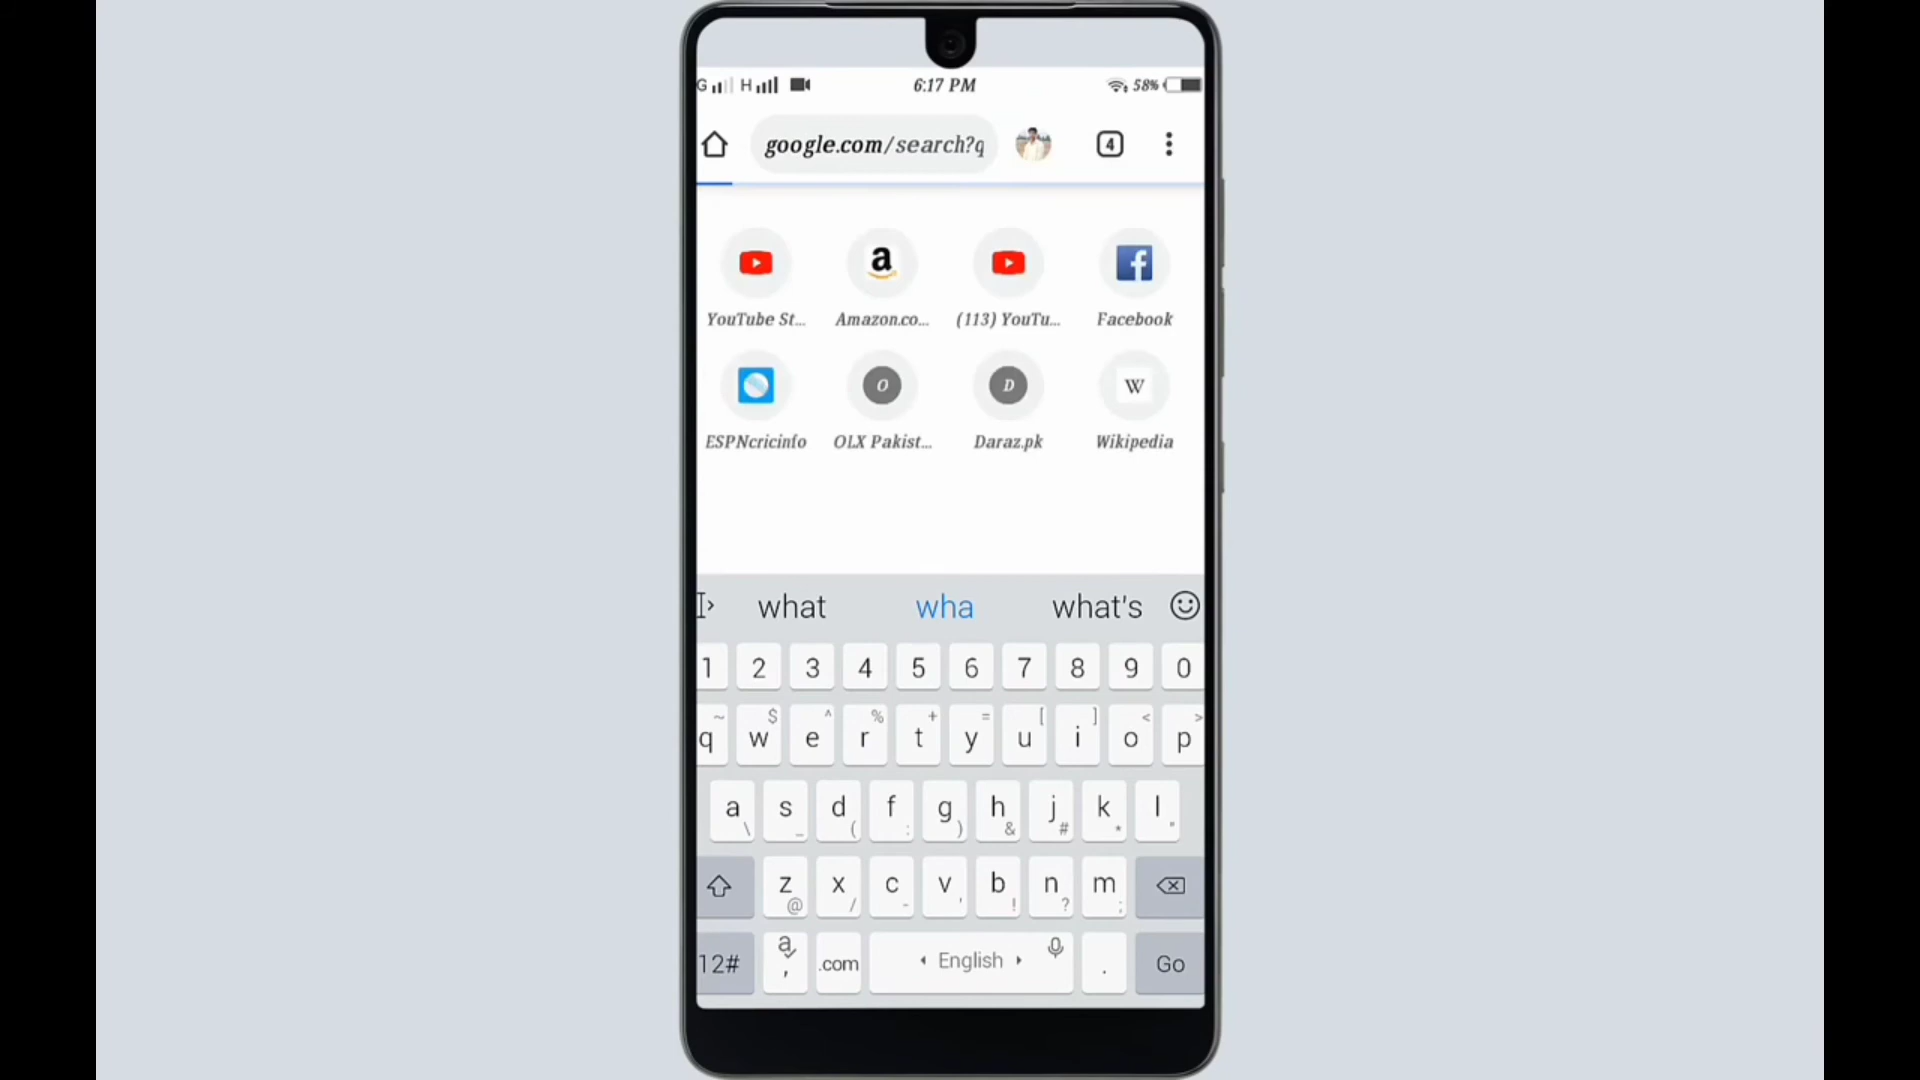 G H 6:17 PM 58%
google.com/search?q 4
YouTube St... Amazon.co... (113) YouTu... Facebook
O D W
ESPNcricinfo OLX Pakist... Daraz.pk Wikipedia
what wha what's
1 2 3 4 5 6 7 8 9 0
~ $ ^ % + = [ ] < >
q w e r t y u i o p
a s d f g h j k l
\ _ ( : ) & # * "
z x c v b n m
@ / - ' ! ? ;
12# a , .com English . Go